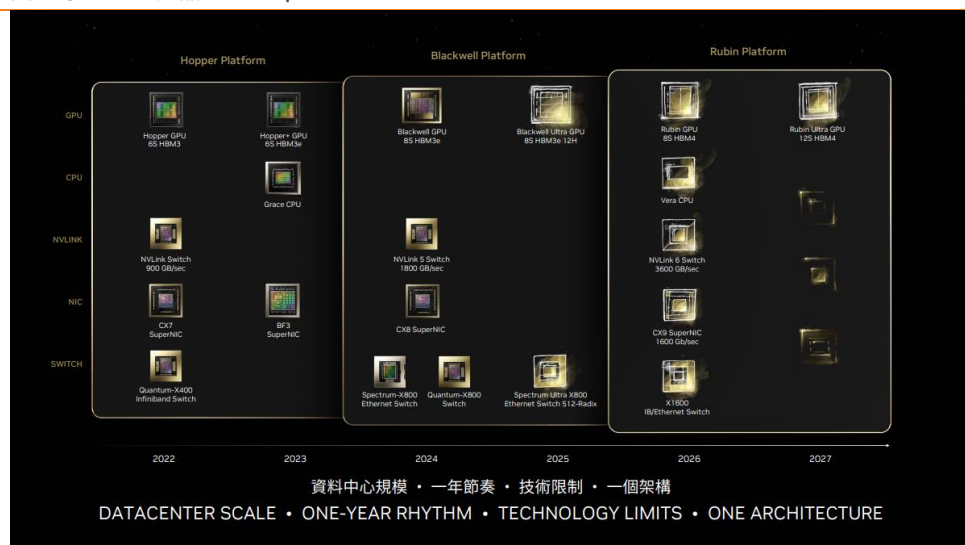 Hopper Platform
Blackwell Platform
Rubin Platform
GPU
Hopper GPU
6S HBM3
Hopper+ GPU
6S HBM3e
Blackwell GPU
8S HBM3e
Blackwell Ultra GPU
8S HBM3e 12H
Rubin GPU
8S HBM4
Rubin Ultra GPU
12S HBM4
CPU
Grace CPU
Vera CPU
NVLINK
NVLink Switch
900 GB/sec
NVLink 5 Switch
1800 GB/sec
NVLink 6 Switch
3600 GB/sec
NIC
CX7
SuperNIC
BF3
SuperNIC
CX8 SuperNIC
CX9 SuperNIC
1600 Gb/sec
SWITCH
Quantum-X400
Infiniband Switch
Spectrum-X800
Ethernet Switch
Quantum-X800
Switch
Spectrum Ultra X800
Ethernet Switch 512-Radix
X1600
IB/Ethernet Switch
2022
2023
2024
2025
2026
2027
資料中心規模 • 一年節奏 • 技術限制 • 一個架構
DATACENTER SCALE • ONE-YEAR RHYTHM • TECHNOLOGY LIMITS • ONE ARCHITECTURE